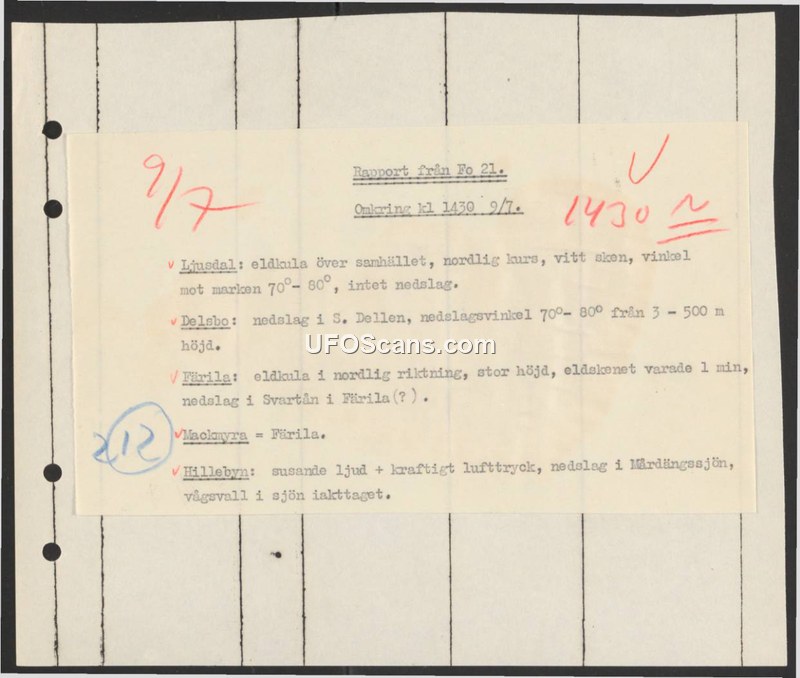 9/7
V
Rapport från Fo 21.
Omkring kl 1430 9/7.
1430 N
Ljusdal: eldkula över samhället, nordlig kurs, vitt sken, vinkel
mot marken 70°- 80°, intet nedslag.
Delsbo: nedslag i S. Dellen, nedslagsvinkel 70°- 80° från 3 - 500 m
höjd.
UFOScans.com
Färila: eldkula i nordlig riktning, stor höjd, eldskenet varade 1 min,
nedslag i Svartån i Färila(?).
12
Mackmyra = Färila.
Hillebyn: susande ljud + kraftigt lufttryck, nedslag i Mårdängssjön,
vågsvall i sjön iakttaget.